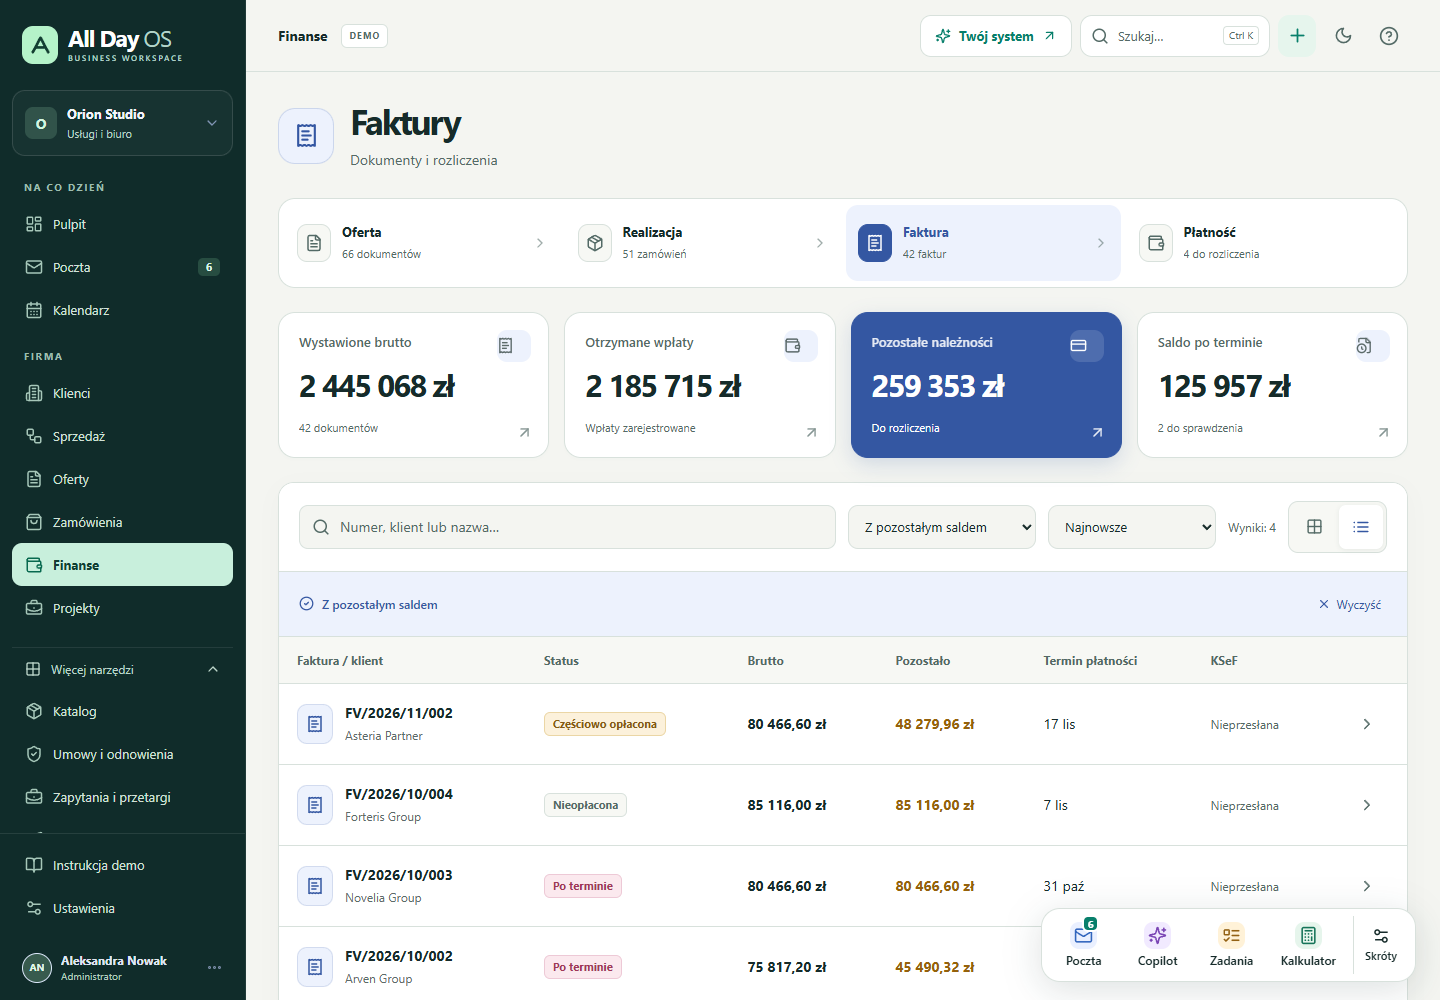 All Day OS
BUSINESS WORKSPACE
O
Orion Studio
Usługi i biuro
NA CO DZIEŃ
Pulpit
Poczta 6
Kalendarz
FIRMA
Klienci
Sprzedaż
Oferty
Zamówienia
Finanse
Projekty
Więcej narzędzi
Katalog
Umowy i odnowienia
Zapytania i przetargi
Instrukcja demo
Ustawienia
AN
Aleksandra Nowak
Administrator
Finanse DEMO
Twój system
Szukaj... Ctrl K
Faktury
Dokumenty i rozliczenia
Oferta
66 dokumentów
Realizacja
51 zamówień
Faktura
42 faktur
Płatność
4 do rozliczenia
Wystawione brutto
2 445 068 zł
42 dokumentów
Otrzymane wpłaty
2 185 715 zł
Wpłaty zarejestrowane
Pozostałe należności
259 353 zł
Do rozliczenia
Saldo po terminie
125 957 zł
2 do sprawdzenia
Numer, klient lub nazwa...
Z pozostałym saldem
Najnowsze
Wyniki: 4
Z pozostałym saldem
Wyczyść
Faktura / klient Status Brutto Pozostało Termin płatności KSeF
FV/2026/11/002
Asteria Partner
Częściowo opłacona 80 466,60 zł 48 279,96 zł 17 lis Nieprzesłana
FV/2026/10/004
Forteris Group
Nieopłacona 85 116,00 zł 85 116,00 zł 7 lis Nieprzesłana
FV/2026/10/003
Novelia Group
Po terminie 80 466,60 zł 80 466,60 zł 31 paź Nieprzesłana
FV/2026/10/002
Arven Group
Po terminie 75 817,20 zł 45 490,32 zł
6
Poczta
Copilot
Zadania
Kalkulator
Skróty